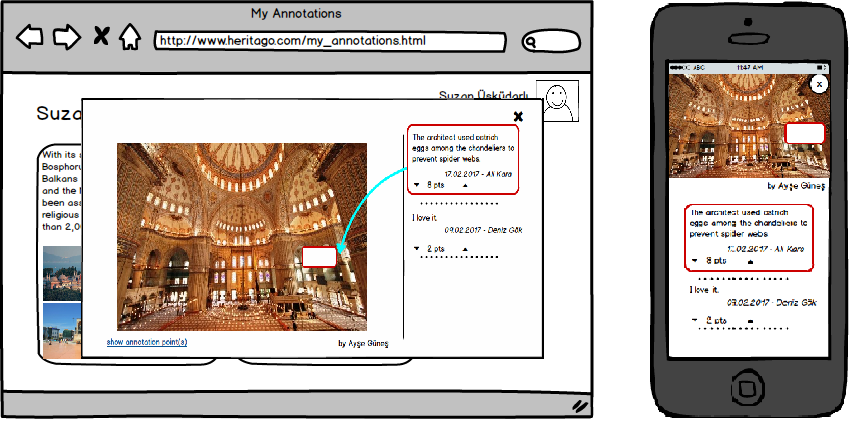 My Annotations
http://www.heritago.com/my_annotations.html
Suzan Üsküdarlı
Suza
With its s
Bosphoru
Balkans
and the l
been ass
religious
than 2,0
The architect used ostrich
eggs among the chandeliers to
prevent spider webs.
17.02.2017 - Ali Kara
8 pts
I love it.
09.02.2017 - Deniz Gök
2 pts
show annotation point(s)
by Ayşe Güneş
ABC 11:47 AM
x
by Ayşe Güneş
The architect used ostrich
eggs among the chandeliers to
prevent spider webs
.02.2017 - Ali Kara
8 pts
I love it.
09.02.2017 - Deniz Gök
2 pts